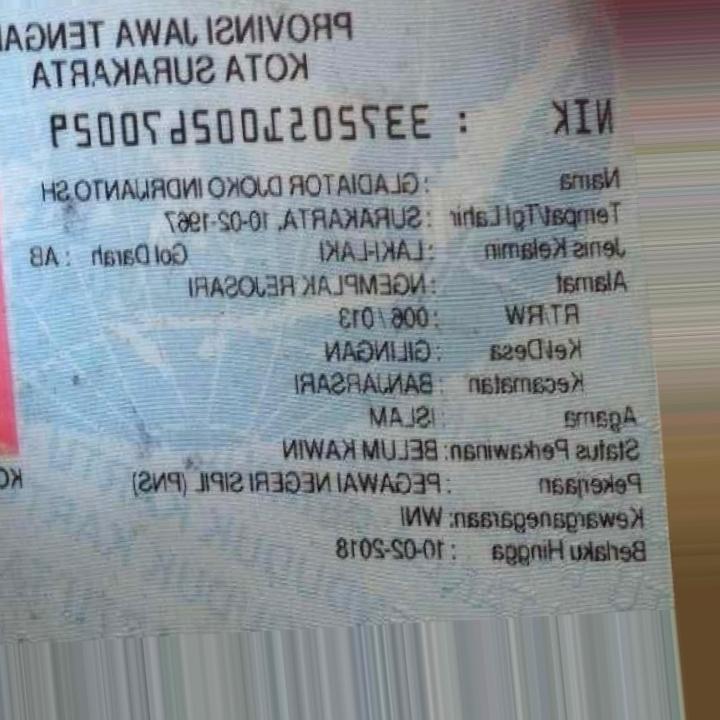 PROVINSI JAWA TENGA
KOTA SURAKARTA
NIK : 3372051002670059
Nama : GLADIATOR DJOKO INDRIJANTO SH
Tempat/Tgl Lahir : SURAKARTA, 10-02-1967
Jenis Kelamin : LAKI-LAKI Gol Darah : AB
Alamat : NGEMPLAK REJOSARI
RT/RW : 006 / 013
Kel/Desa : GILINGAN
Kecamatan : BANJARSARI
Agama : ISLAM
Status Perkawinan: BELUM KAWIN
Pekerjaan : PEGAWAI NEGERI SIPIL (PNS) KO
Kewarganegaraan: WNI
Berlaku Hingga : 10-02-2018